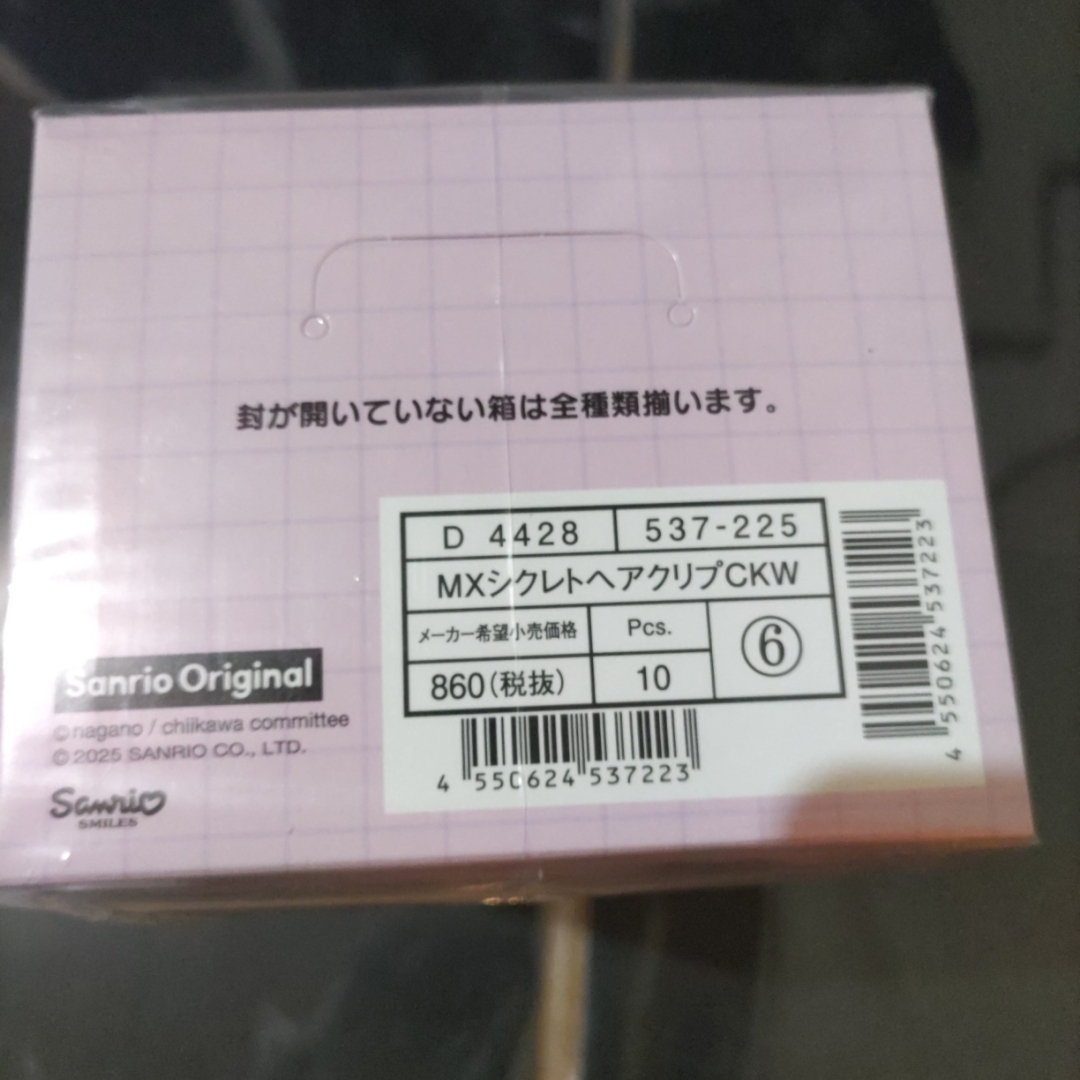 封が開いていない箱は全種類揃います。
D 4428 537-225
MXシクレトヘアクリプCKW
メーカー希望小売価格 Pcs. ⑥
860(税抜) 10
4 550624 537223
4 550624 537223
Sanrio Original
©nagano / chiikawa committee
© 2025 SANRIO CO., LTD.
Sanrio
SMILES